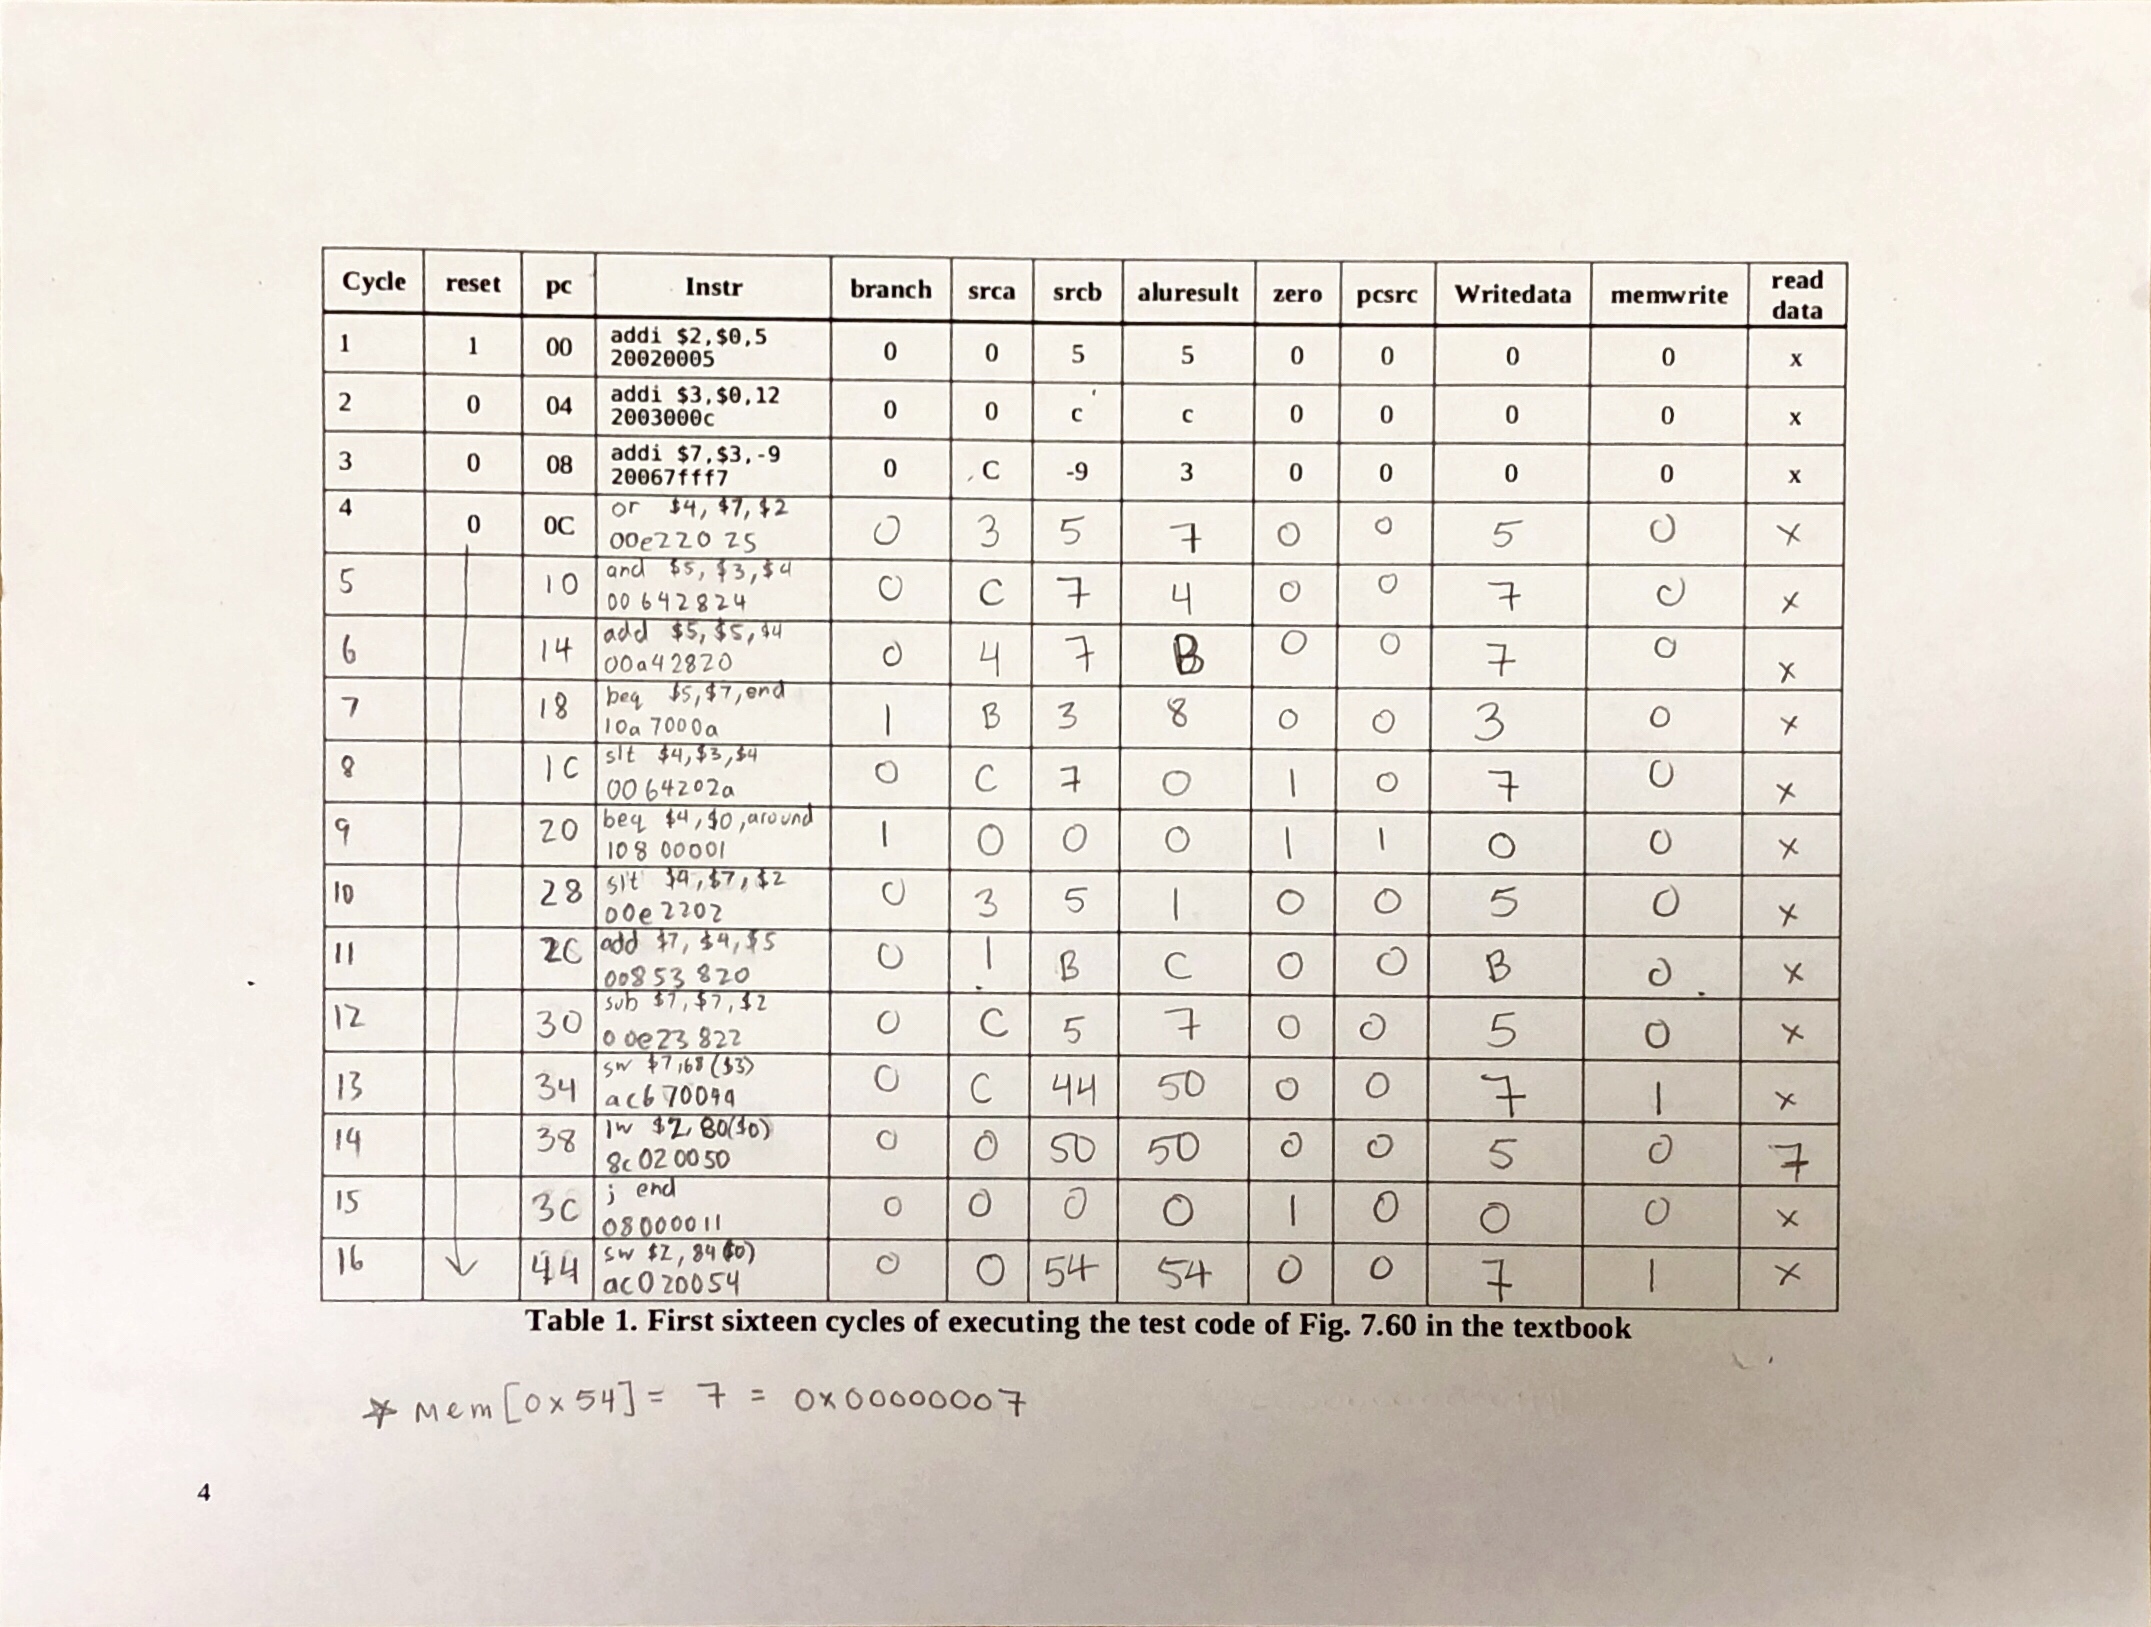 Cycle reset pc Instr branch srca srcb aluresult zero pcsrc Writedata memwrite read data
1 1 00 addi $2,$0,5 0 0 5 5 0 0 0 0 x
20020005
2 0 04 addi $3,$0,12 0 0 c c 0 0 0 0 x
2003000c
3 0 08 addi $7,$3,-9 0 C -9 3 0 0 0 0 x
20067fff7
4 0 0C or $4, $7, $2 0 3 5 7 0 0 5 0 x
00e220 25
5 10 and $5, $3, $4 0 C 7 4 0 0 7 0 x
00 642824
6 14 add $5, $5, $4 0 4 7 B 0 0 7 0 x
00a42820
7 18 beq $5, $7, end 1 B 3 8 0 0 3 0 x
10a 7000a
8 1C slt $4, $3, $4 0 C 7 0 1 0 7 0 x
00 64202a
9 20 beq $4, $0, around 1 0 0 0 1 1 0 0 x
108 00001
10 28 slt $4, $7, $2 0 3 5 1 0 0 5 0 x
00e 2202
11 2C add $7, $4, $5 0 1 B C 0 0 B 0 x
00853 820
12 30 sub $7, $7, $2 0 C 5 7 0 0 5 0 x
0 0e23 822
13 34 sw $7, 68 ($3) 0 C 44 50 0 0 7 1 x
ac6 70044
14 38 lw $2, 80($0) 0 0 50 50 0 0 5 0 7
8c 020050
15 3C j end 0 0 0 0 1 0 0 0 x
08000011
16 44 sw $2, 84 $0) 0 0 54 54 0 0 7 1 x
ac020054
Table 1. First sixteen cycles of executing the test code of Fig. 7.60 in the textbook
* Mem[0x54] = 7 = 0x00000007
4